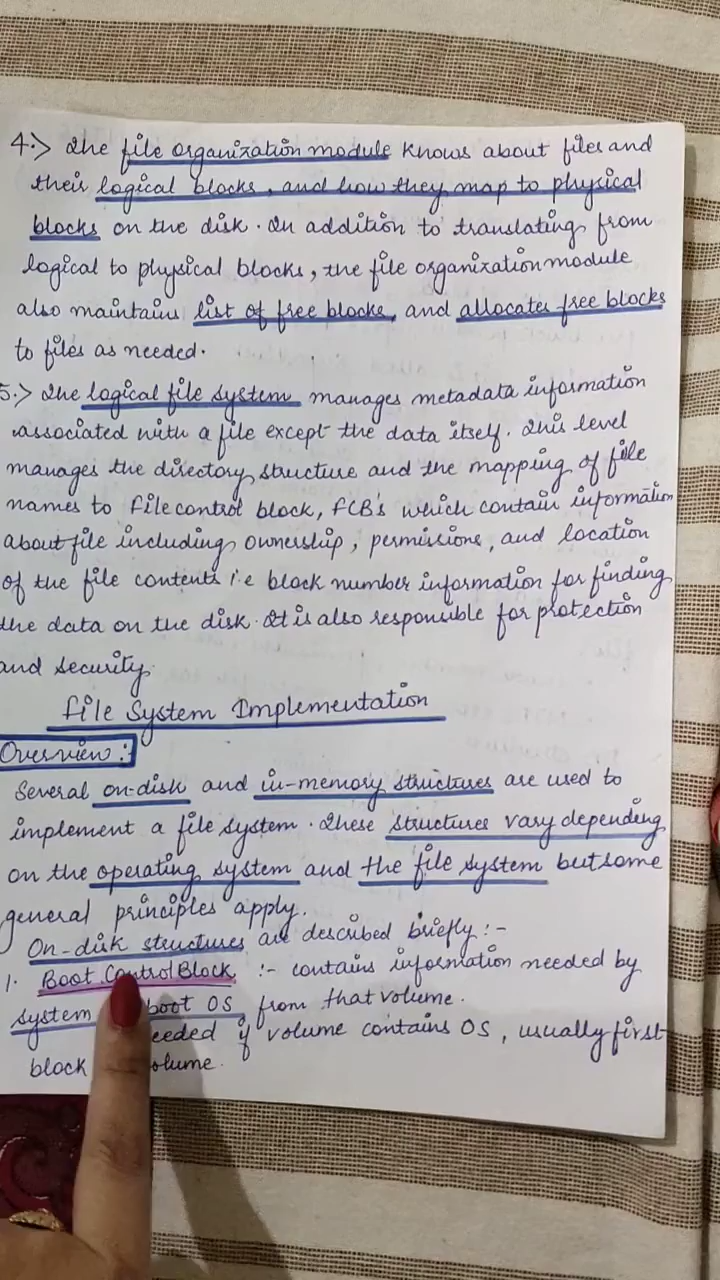 4.> The file organization module knows about files and
their logical blocks, and how they map to physical
blocks on the disk. In addition to translating from
logical to physical blocks, the file organization module
also maintains list of free blocks, and allocates free blocks
to files as needed.
5.> The logical file system manages metadata information
associated with a file except the data itself. This level
manages the directory structure and the mapping of file
names to file control block, FCB's which contain information
about file including ownership, permissions, and location
of the file contents i.e block number information for finding
the data on the disk. It is also responsible for protection
and security.
File System Implementation
Overview:-
Several on-disk and in-memory structures are used to
implement a file system. These structures vary depending
on the operating system and the file system but some
general principles apply.
On-disk structures are described briefly :-
1. Boot Control Block :- contains information needed by
system boot OS from that volume.
if volume contains OS, usually first
block